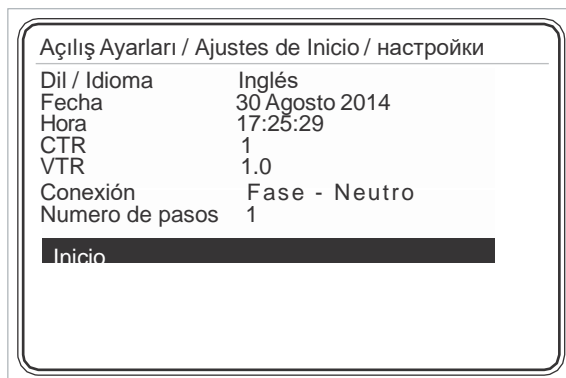 Açılış Ayarları / Ajustes de Inicio / настройки
Dil / Idioma Inglés
Fecha 30 Agosto 2014
Hora 17:25:29
CTR 1
VTR 1.0
Conexión Fase - Neutro
Numero de pasos 1
Inicio